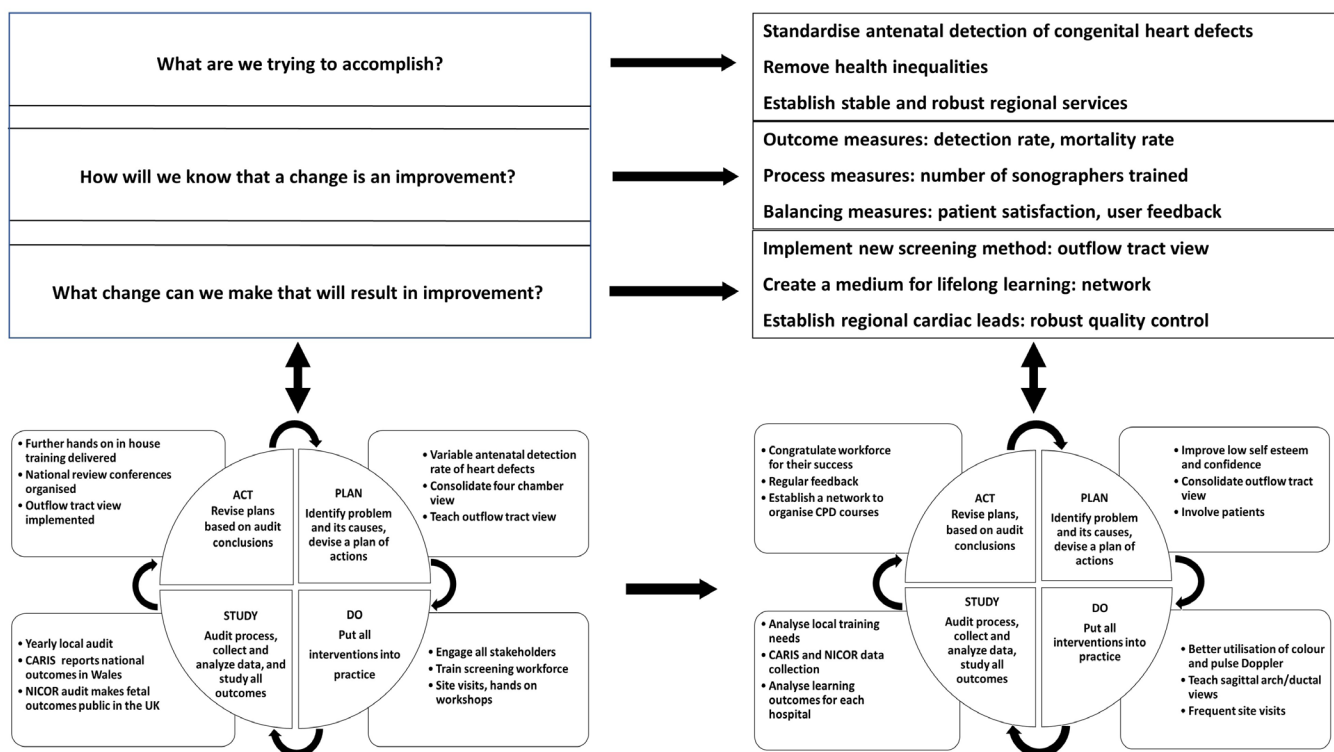 What are we trying to accomplish?
Standardise antenatal detection of congenital heart defects
Remove health inequalities
Establish stable and robust regional services
How will we know that a change is an improvement?
Outcome measures: detection rate, mortality rate
Process measures: number of sonographers trained
Balancing measures: patient satisfaction, user feedback
What change can we make that will result in improvement?
Implement new screening method: outflow tract view
Create a medium for lifelong learning: network
Establish regional cardiac leads: robust quality control
• Further hands on in house
training delivered
• National review conferences
organised
• Outflow tract view
implemented
ACT
Revise plans
based on audit
conclusions
PLAN
Identify problem
and its causes,
devise a plan of
actions
• Variable antenatal detection
rate of heart defects
• Consolidate four chamber
view
• Teach outflow tract view
• Yearly local audit
• CARIS reports national
outcomes in Wales
• NICOR audit makes fetal
outcomes public in the UK
STUDY
Audit process,
collect and
analyze data, and
study all
outcomes
DO
Put all
interventions into
practice
• Engage all stakeholders
• Train screening workforce
• Site visits, hands on
workshops
• Congratulate workforce
for their success
• Regular feedback
• Establish a network to
organise CPD courses
ACT
Revise plans,
based on audit
conclusions
PLAN
Identify problem
and its causes,
devise a plan of
actions
• Improve low self esteem
and confidence
• Consolidate outflow tract
view
• Involve patients
• Analyse local training
needs
• CARIS and NICOR data
collection
• Analyse learning
outcomes for each
hospital
STUDY
Audit process,
collect and
analyze data,
study all
outcomes
DO
Put all
interventions into
practice
• Better utilisation of colour
and pulse Doppler
• Teach sagittal arch/ductal
views
• Frequent site visits